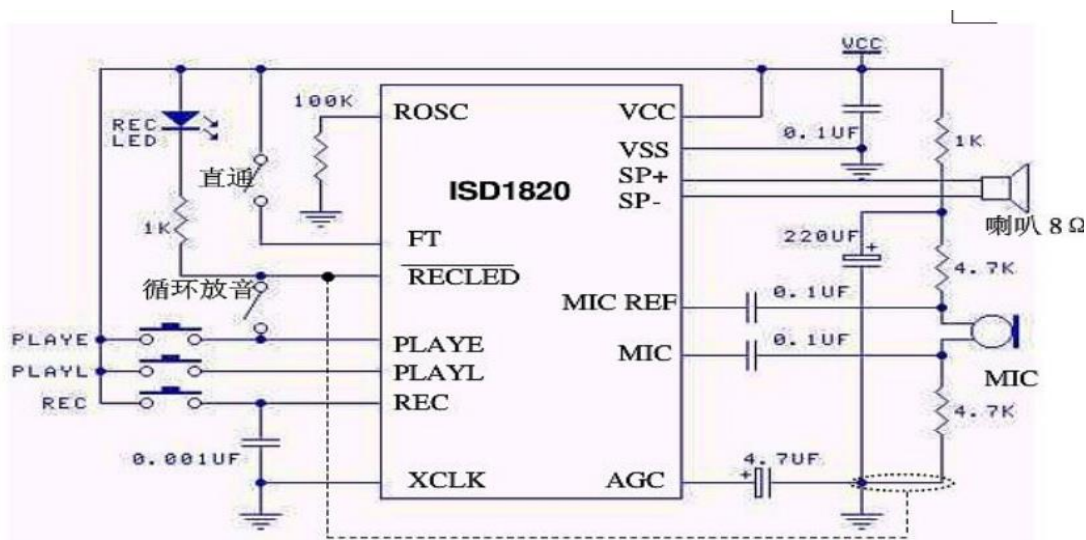 VCC
100K
ROSC
VCC
REC
LED
0.1UF
1K
VSS
直通
ISD1820
SP+
SP-
喇叭 8Ω
1K
FT
220UF
+
4.7K
RECLED
循环放音
MIC REF
0.1UF
PLAYE
PLAYE
0.1UF
MIC
PLAYL
PLAYL
MIC
REC
REC
4.7K
0.001UF
4.7UF
XCLK
AGC
+